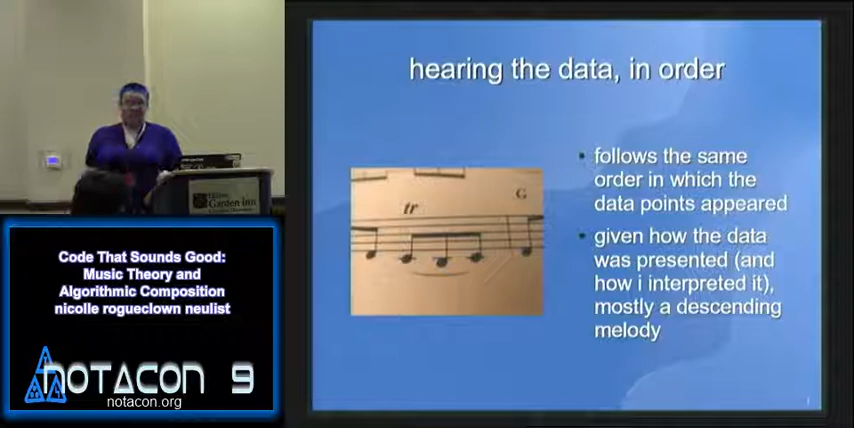 hearing the data, in order
follows the same
order in which the
data points appeared
given how the data
was presented (and
how i interpreted it),
mostly a descending
melody
tr
G
Garden Inn
Code That Sounds Good:
Music Theory and
Algorithmic Composition
nicolle rogueclown neulist
NOTACON 9
notacon.org